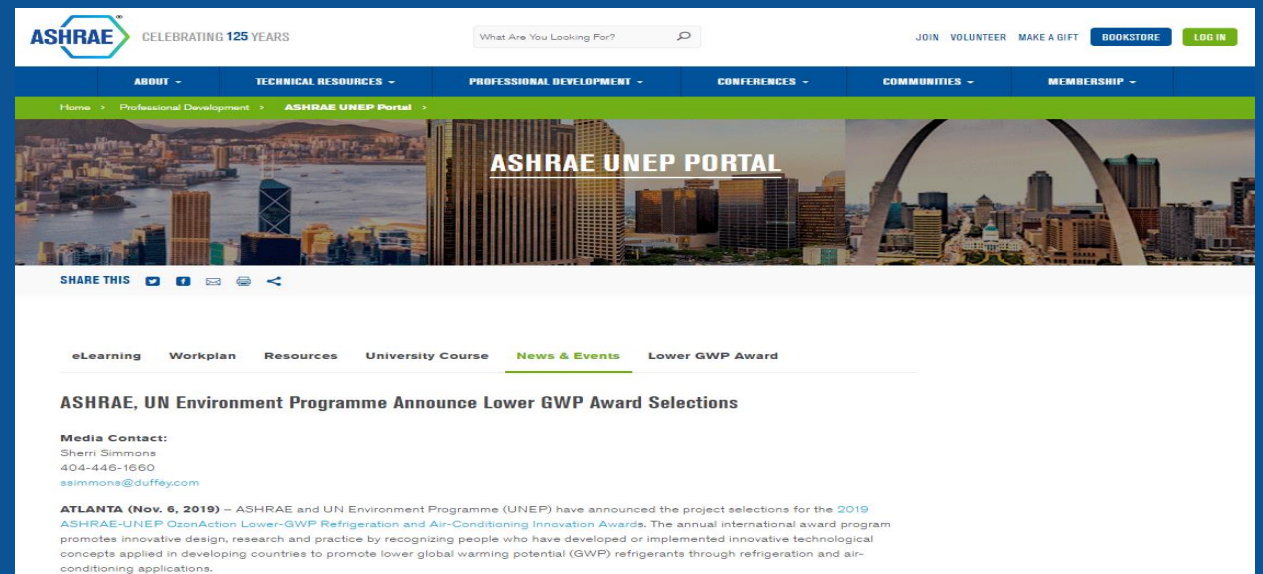 ASHRAE
CELEBRATING 125 YEARS
What Are You Looking For?
JOIN VOLUNTEER MAKE A GIFT BOOKSTORE LOG IN
ABOUT TECHNICAL RESOURCES PROFESSIONAL DEVELOPMENT CONFERENCES COMMUNITIES MEMBERSHIP
Home > Professional Development > ASHRAE UNEP Portal >
ASHRAE UNEP PORTAL
SHARE THIS
eLearning Workplan Resources University Course News & Events Lower GWP Award
ASHRAE, UN Environment Programme Announce Lower GWP Award Selections
Media Contact:
Sherri Simmons
404-446-1660
ssimmons@duffey.com
ATLANTA (Nov. 6, 2019) – ASHRAE and UN Environment Programme (UNEP) have announced the project selections for the 2019
ASHRAE-UNEP OzonAction Lower-GWP Refrigeration and Air-Conditioning Innovation Awards. The annual international award program
promotes innovative design, research and practice by recognizing people who have developed or implemented innovative technological
concepts applied in developing countries to promote lower global warming potential (GWP) refrigerants through refrigeration and air-
conditioning applications.